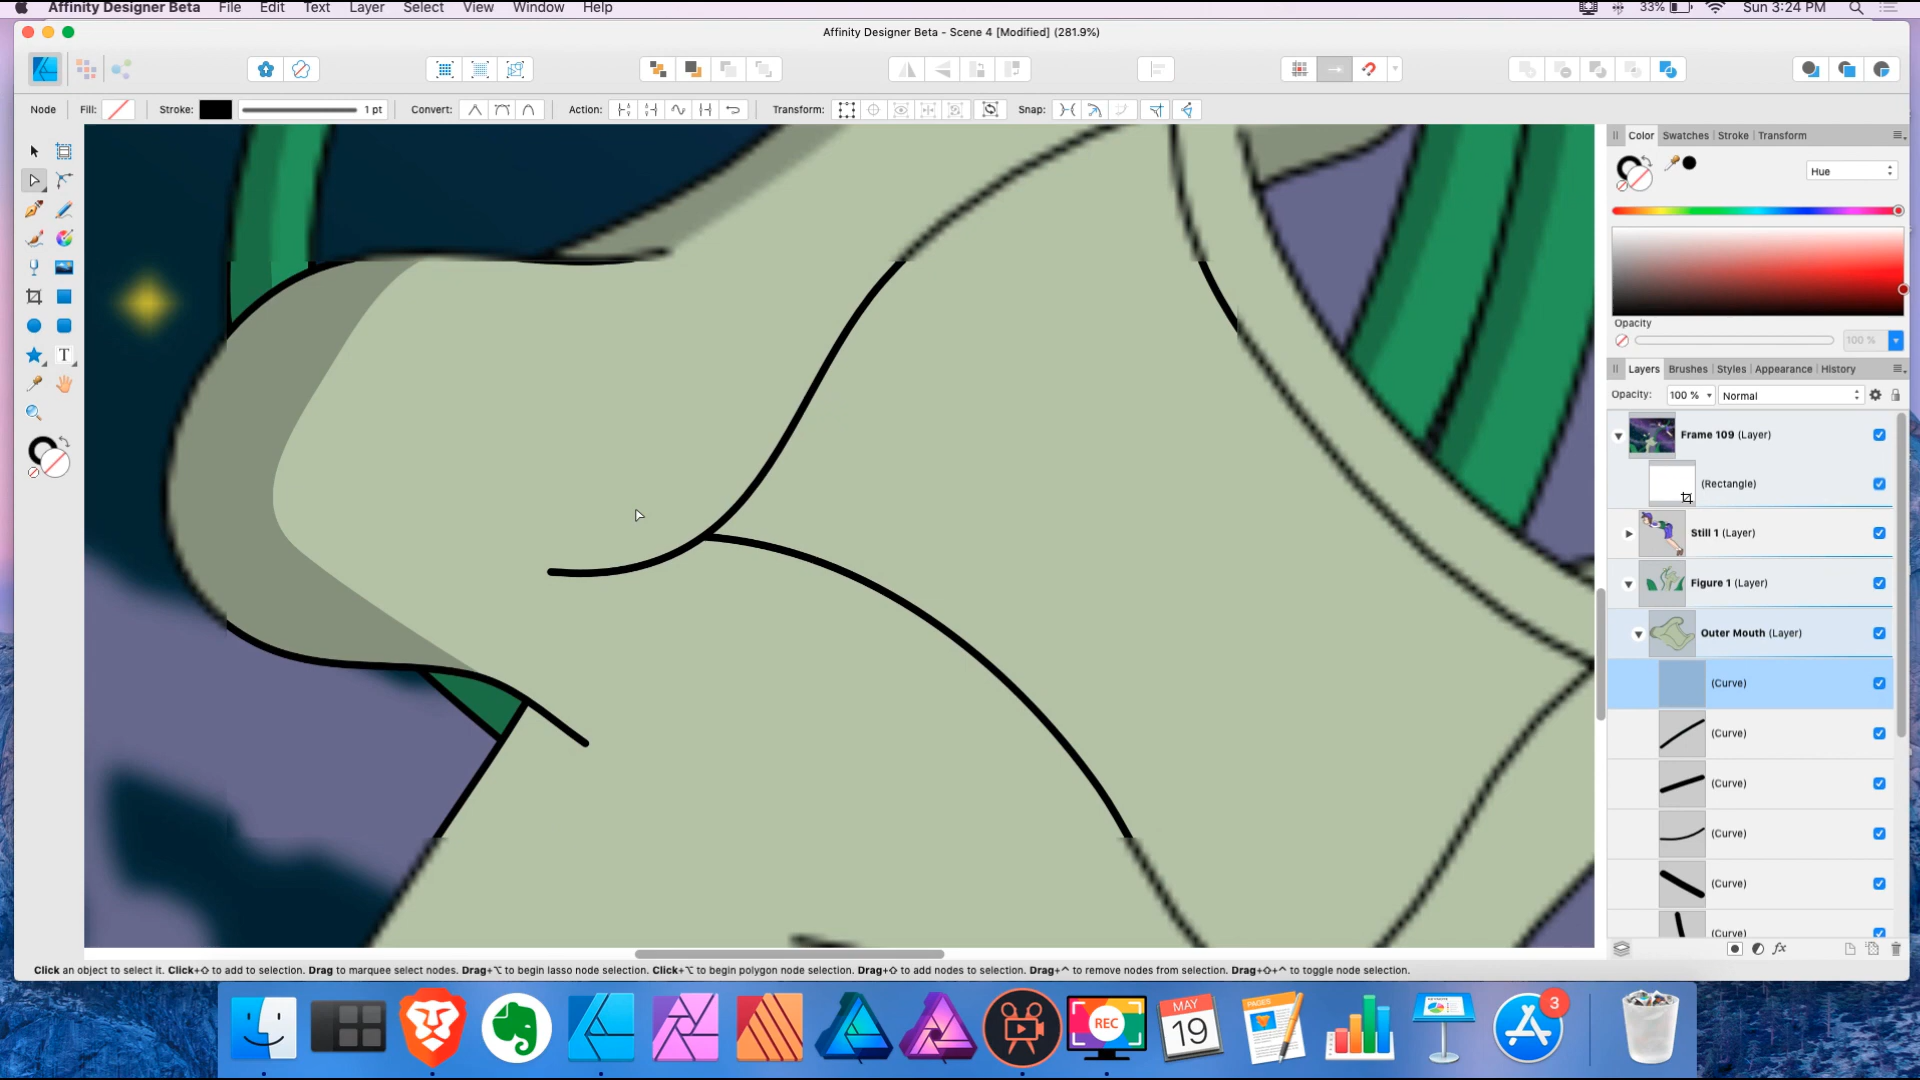 Affinity Designer Beta File Edit Text Layer Select View Window Help 33% Sun 3:24 PM
Affinity Designer Beta - Scene 4 [Modified] (281.9%)
Node Fill: Stroke: 1 pt Convert: Action: Transform: Snap:
Color Swatches Stroke Transform
Hue
Opacity
100 %
Layers Brushes Styles Appearance History
Opacity: 100 % Normal
Frame 109 (Layer)
(Rectangle)
Still 1 (Layer)
Figure 1 (Layer)
Outer Mouth (Layer)
(Curve)
(Curve)
(Curve)
(Curve)
(Curve)
(Curve)
T
fx
Click an object to select it. Click+⇧ to add to selection. Drag to marquee select nodes. Drag+⌥ to begin lasso node selection. Click+⌥ to begin polygon node selection. Drag+⇧ to add nodes to selection. Drag+^ to remove nodes from selection. Drag+⇧+^ to toggle node selection.
REC
MAY
19
PAGES
3